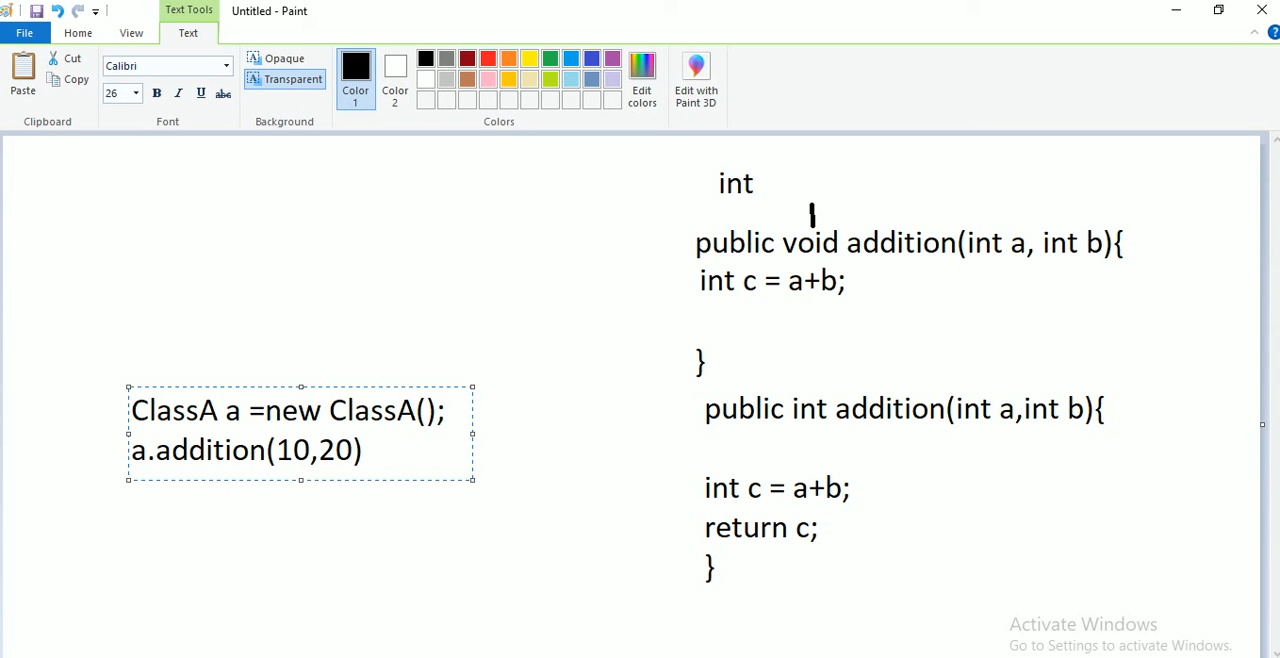 Text Tools
Untitled - Paint
File
Home
View
Text
Paste
Cut
Copy
Clipboard
Calibri
26
B I U abc
Font
Opaque
Transparent
Background
Color 1
Color 2
Edit colors
Colors
Edit with Paint 3D
int
public void addition(int a, int b){
int c = a+b;
}
ClassA a =new ClassA();
a.addition(10,20)
public int addition(int a,int b){
int c = a+b;
return c;
}
Activate Windows
Go to Settings to activate Windows.